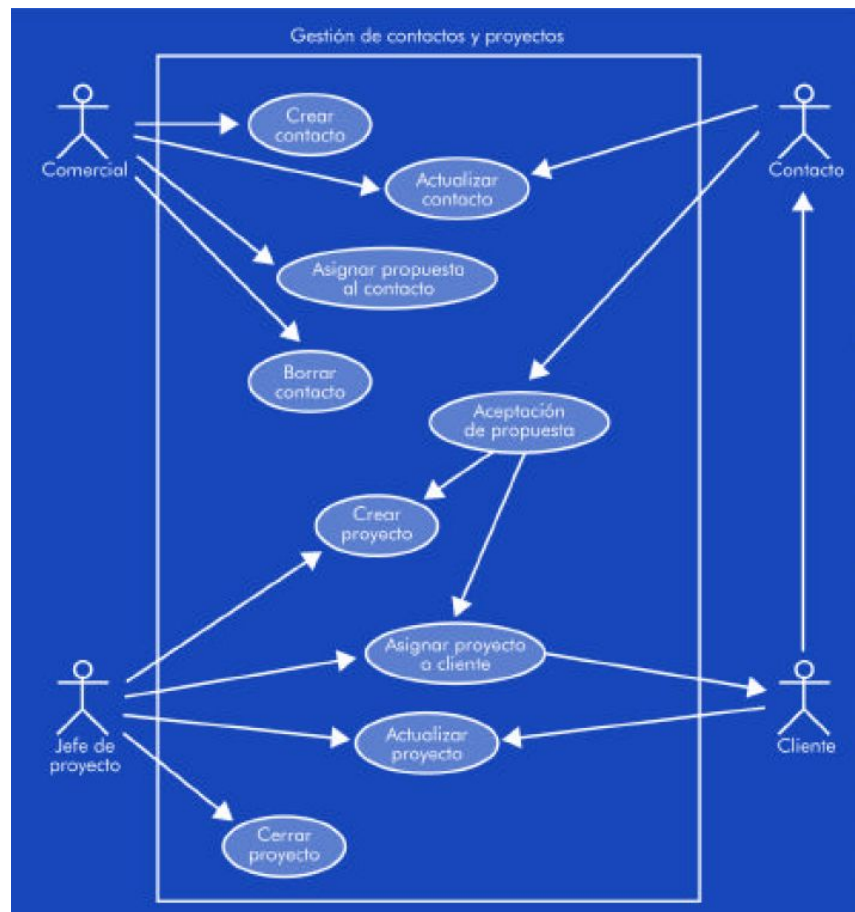 Gestión de contactos y proyectos
Crear
contacto
Comercial
Contacto
Actualizar
contacto
Asignar propuesta
al contacto
Borrar
contacto
Aceptación
de propuesta
Crear
proyecto
Asignar proyecto
a cliente
Jefe de
proyecto
Actualizar
proyecto
Cliente
Cerrar
proyecto